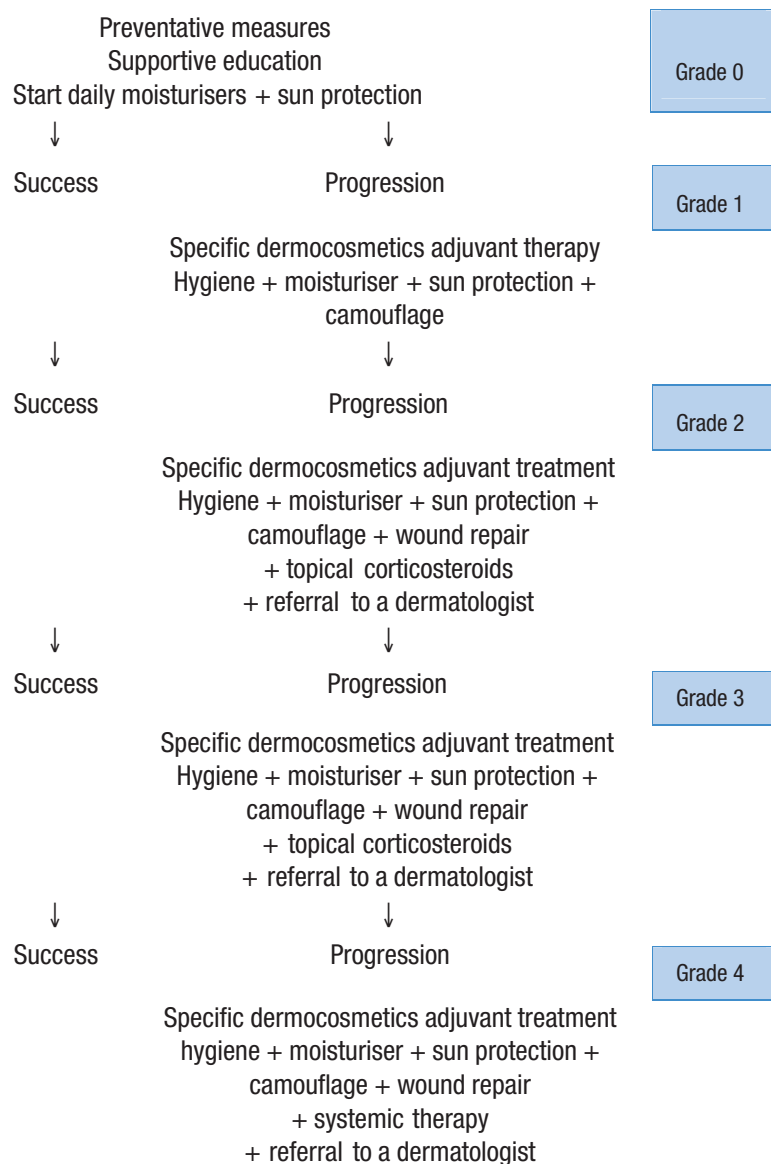 Preventative measures
Supportive education
Start daily moisturisers + sun protection
Grade 0
↓ ↓
Success Progression
Grade 1
Specific dermocosmetics adjuvant therapy
Hygiene + moisturiser + sun protection +
camouflage
↓ ↓
Success Progression
Grade 2
Specific dermocosmetics adjuvant treatment
Hygiene + moisturiser + sun protection +
camouflage + wound repair
+ topical corticosteroids
+ referral to a dermatologist
↓ ↓
Success Progression
Grade 3
Specific dermocosmetics adjuvant treatment
Hygiene + moisturiser + sun protection +
camouflage + wound repair
+ topical corticosteroids
+ referral to a dermatologist
↓ ↓
Success Progression
Grade 4
Specific dermocosmetics adjuvant treatment
hygiene + moisturiser + sun protection +
camouflage + wound repair
+ systemic therapy
+ referral to a dermatologist